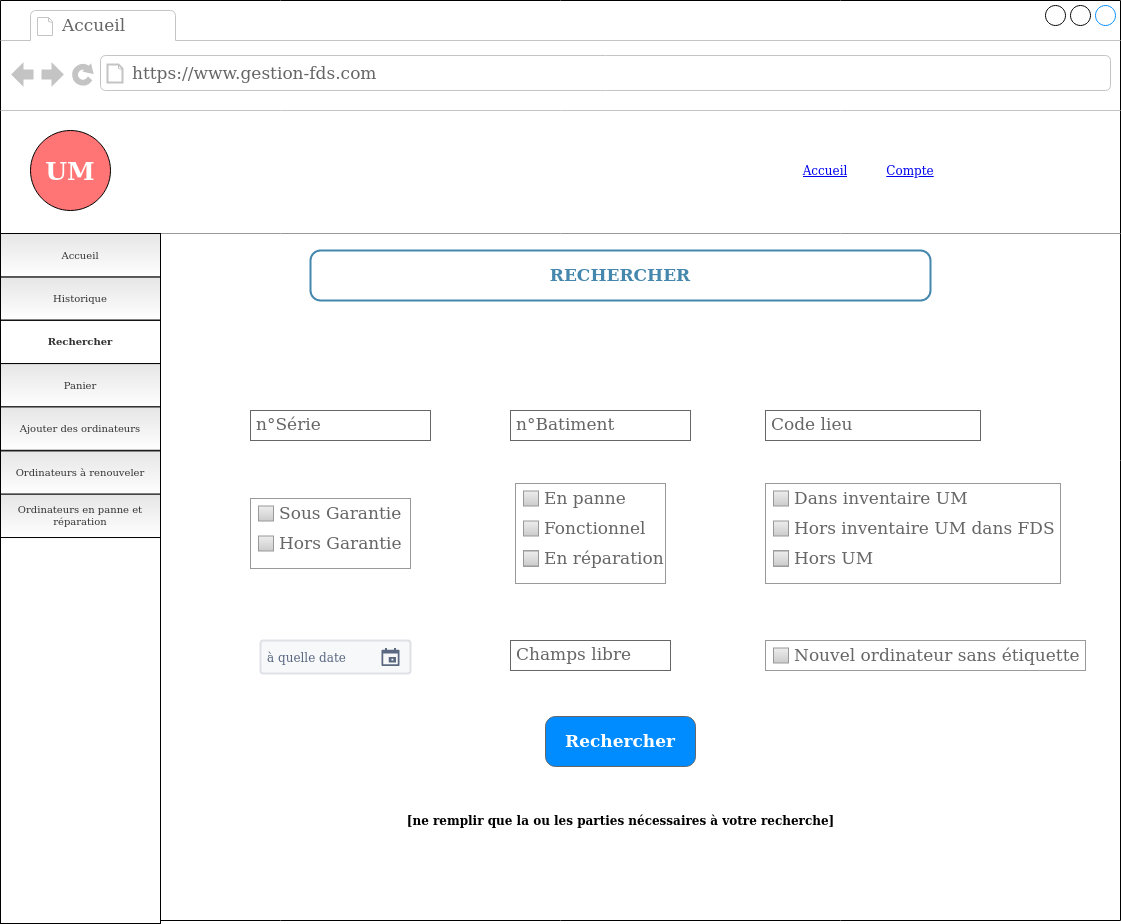 Accueil
https://www.gestion-fds.com
UM
Accueil
Compte
Accueil
Historique
Rechercher
Panier
Ajouter des ordinateurs
Ordinateurs à renouveler
Ordinateurs en panne et
réparation
RECHERCHER
n°Série
n°Batiment
Code lieu
Sous Garantie
Hors Garantie
En panne
Fonctionnel
En réparation
Dans inventaire UM
Hors inventaire UM dans FDS
Hors UM
à quelle date
Champs libre
Nouvel ordinateur sans étiquette
Rechercher
[ne remplir que la ou les parties nécessaires à votre recherche]